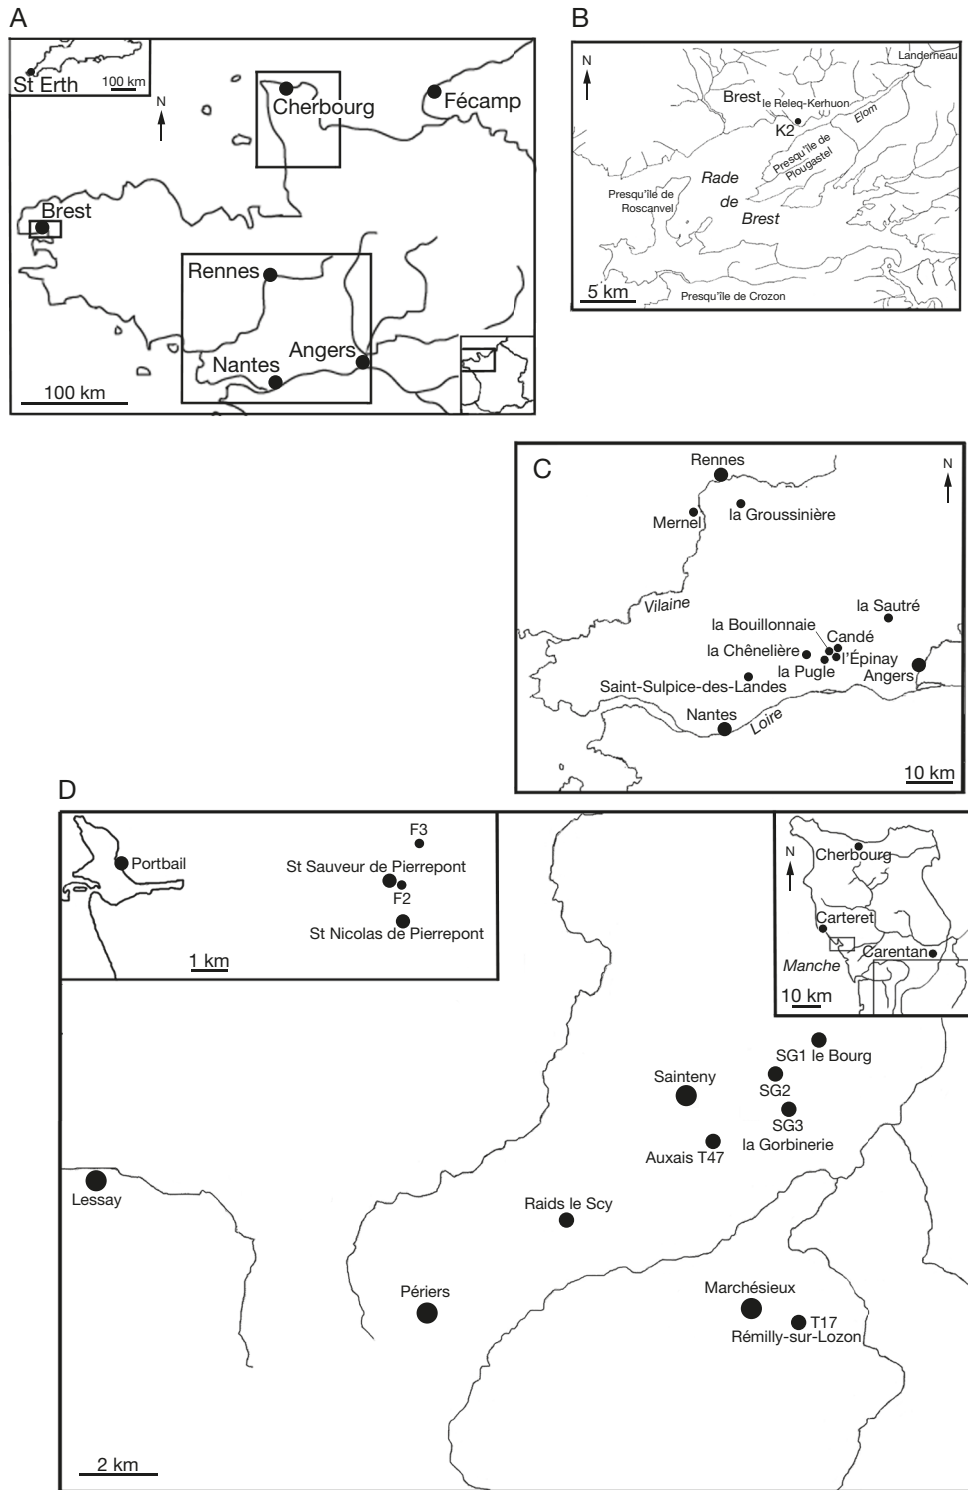 A
St Erth
100 km
N
Cherbourg
Fécamp
Brest
Rennes
Nantes
Angers
100 km
B
N
Landerneau
Brest
le Releq-Kerhuon
K2
Elorn
Presqu'île de
Plougastel
Presqu'île de
Roscanvel
Rade
de
Brest
5 km
Presqu'île de Crozon
C
Rennes
N
Mernel
la Groussinière
Vilaine
la Sautré
la Bouillonnaie
Candé
la Chênelière
l'Épinay
la Pugle
Angers
Saint-Sulpice-des-Landes
Nantes
Loire
10 km
D
Portbail
F3
St Sauveur de Pierrepont
F2
St Nicolas de Pierrepont
1 km
N
Cherbourg
Carteret
Carentan
Manche
10 km
SG1 le Bourg
Sainteny
SG2
SG3
la Gorbinerie
Auxais T47
Lessay
Raids le Scy
Périers
Marchésieux
T17
Rémilly-sur-Lozon
2 km